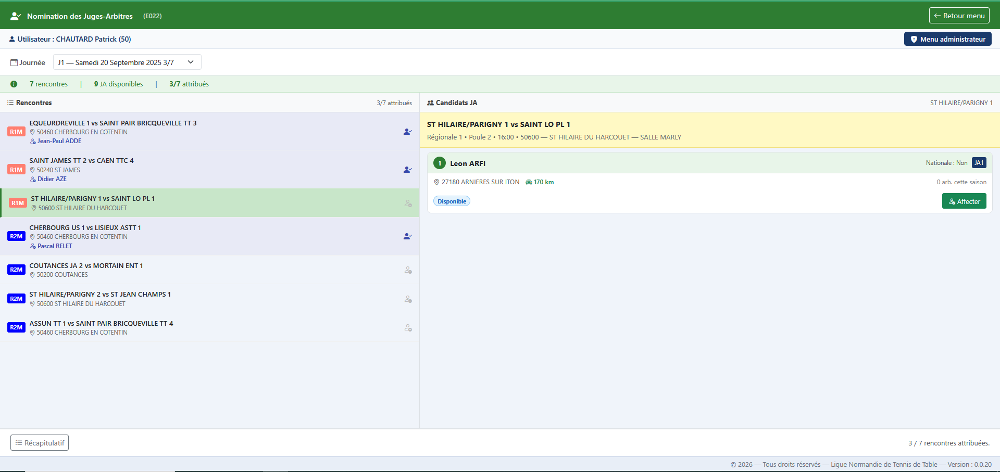 Nomination des Juges-Arbitres (E022)
Retour menu
Utilisateur : CHAUTARD Patrick (50)
Menu administrateur
Journée
J1 — Samedi 20 Septembre 2025 3/7
7 rencontres | 9 JA disponibles | 3/7 attribués
Rencontres
3/7 attribués
R1M
EQUEURDREVILLE 1 vs SAINT PAIR BRICQUEVILLE TT 3
50460 CHERBOURG EN COTENTIN
Jean-Paul ADDE
R1M
SAINT JAMES TT 2 vs CAEN TTC 4
50240 ST JAMES
Didier AZE
R1M
ST HILAIRE/PARIGNY 1 vs SAINT LO PL 1
50600 ST HILAIRE DU HARCOUET
R2M
CHERBOURG US 1 vs LISIEUX ASTT 1
50460 CHERBOURG EN COTENTIN
Pascal RELET
R2M
COUTANCES JA 2 vs MORTAIN ENT 1
50200 COUTANCES
R2M
ST HILAIRE/PARIGNY 2 vs ST JEAN CHAMPS 1
50600 ST HILAIRE DU HARCOUET
R2M
ASSUN TT 1 vs SAINT PAIR BRICQUEVILLE TT 4
50460 CHERBOURG EN COTENTIN
Candidats JA
ST HILAIRE/PARIGNY 1
ST HILAIRE/PARIGNY 1 vs SAINT LO PL 1
Régionale 1 • Poule 2 • 16:00 • 50600 — ST HILAIRE DU HARCOUET — SALLE MARLY
1 Leon ARFI
Nationale : Non JA1
27180 ARNIERES SUR ITON 170 km
0 arb. cette saison
Disponible
Affecter
Récapitulatif
3 / 7 rencontres attribuées.
© 2026 — Tous droits réservés — Ligue Normandie de Tennis de Table — Version : 0.0.20